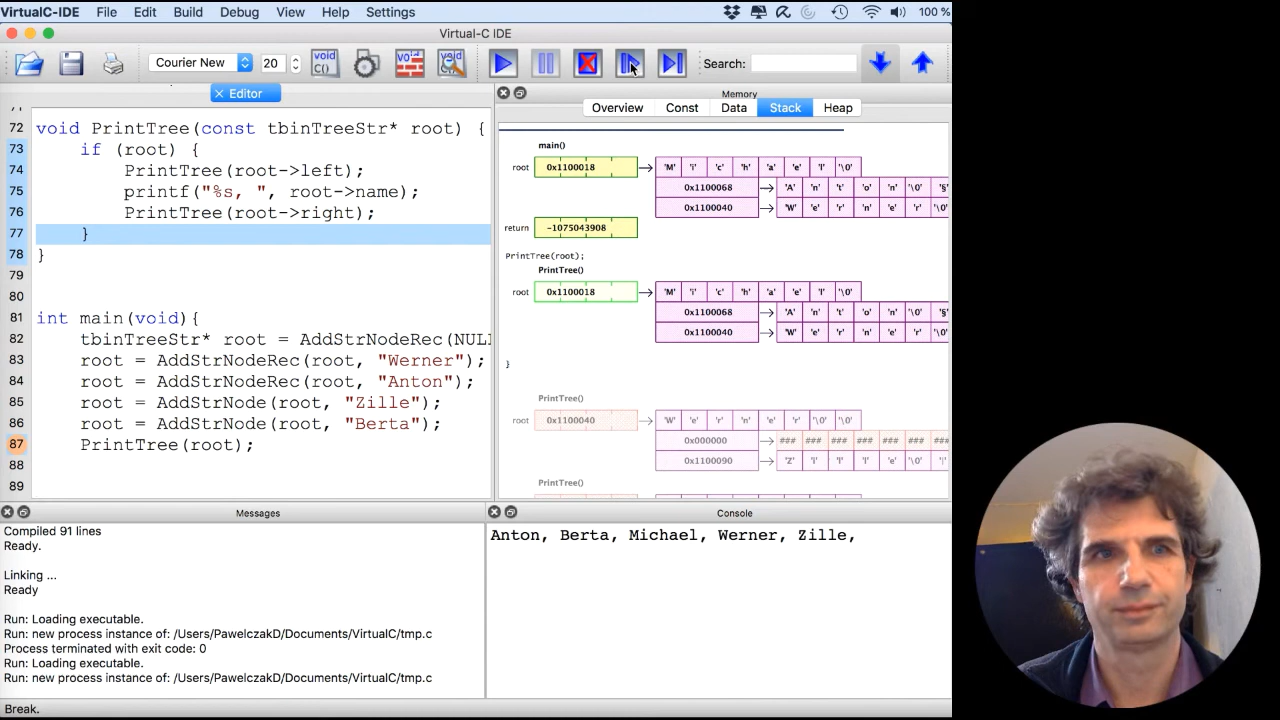 VirtualC-IDE File Edit Build Debug View Help Settings 100 %
Virtual-C IDE
Courier New 20 void C() void Search:
Editor
Memory
Overview Const Data Stack Heap
71
72 void PrintTree(const tbinTreeStr* root) {
73 if (root) {
74 PrintTree(root->left);
75 printf("%s, ", root->name);
76 PrintTree(root->right);
77 }
78 }
79
80
81 int main(void){
82 tbinTreeStr* root = AddStrNodeRec(NULL
83 root = AddStrNodeRec(root, "Werner");
84 root = AddStrNodeRec(root, "Anton");
85 root = AddStrNode(root, "Zille");
86 root = AddStrNode(root, "Berta");
87 PrintTree(root);
88
89
main()
root 0x1100018 'M' 'i' 'c' 'h' 'a' 'e' 'l' '\0'
0x1100068 'A' 'n' 't' 'o' 'n' '\0' '§
0x1100040 'W' 'e' 'r' 'n' 'e' 'r' '\0'
return -1075043908
PrintTree(root);
PrintTree()
root 0x1100018 'M' 'i' 'c' 'h' 'a' 'e' 'l' '\0'
0x1100068 'A' 'n' 't' 'o' 'n' '\0' '§
0x1100040 'W' 'e' 'r' 'n' 'e' 'r' '\0'
}
PrintTree()
root 0x1100040 'W' 'e' 'r' 'n' 'e' 'r' '\0' '\0'
0x000000 ### ### ### ### ### ### ###
0x1100090 'Z' 'i' 'l' 'l' 'e' '\0' '|
PrintTree()
Messages
Compiled 91 lines
Ready.
Linking ...
Ready
Run: Loading executable.
Run: new process instance of: /Users/PawelczakD/Documents/VirtualC/tmp.c
Process terminated with exit code: 0
Run: Loading executable.
Run: new process instance of: /Users/PawelczakD/Documents/VirtualC/tmp.c
Console
Anton, Berta, Michael, Werner, Zille,
Break.